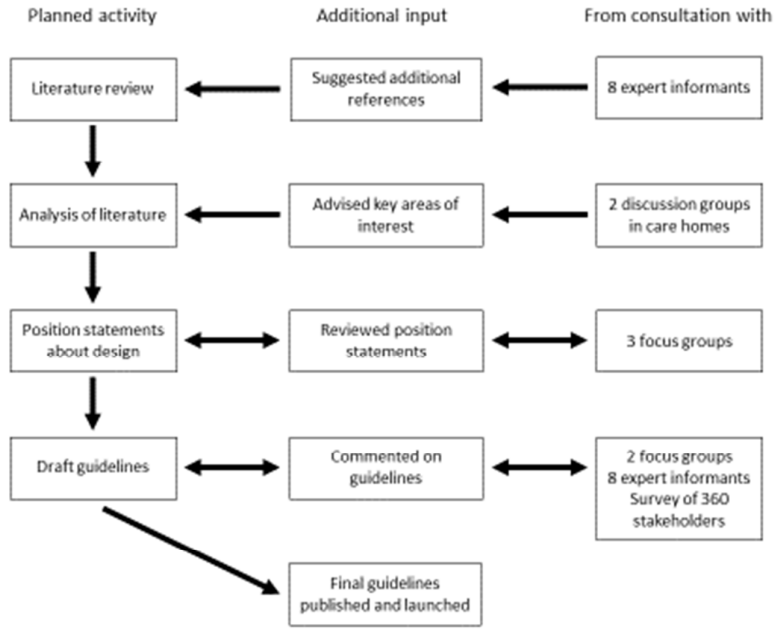 Planned activity
Additional input
From consultation with
Literature review
Suggested additional
references
8 expert informants
Analysis of literature
Advised key areas of
interest
2 discussion groups
in care homes
Position statements
about design
Reviewed position
statements
3 focus groups
Draft guidelines
Commented on
guidelines
2 focus groups
8 expert informants
Survey of 360
stakeholders
Final guidelines
published and launched